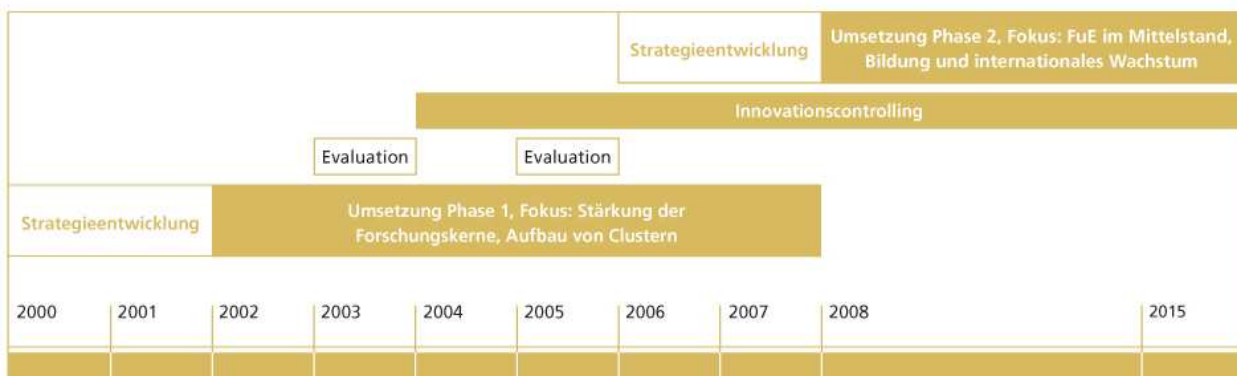 Strategieentwicklung
Umsetzung Phase 2, Fokus: FuE im Mittelstand,
Bildung und internationales Wachstum
Innovationscontrolling
Evaluation
Evaluation
Strategieentwicklung
Umsetzung Phase 1, Fokus: Stärkung der
Forschungskerne, Aufbau von Clustern
2000 2001 2002 2003 2004 2005 2006 2007 2008 2015